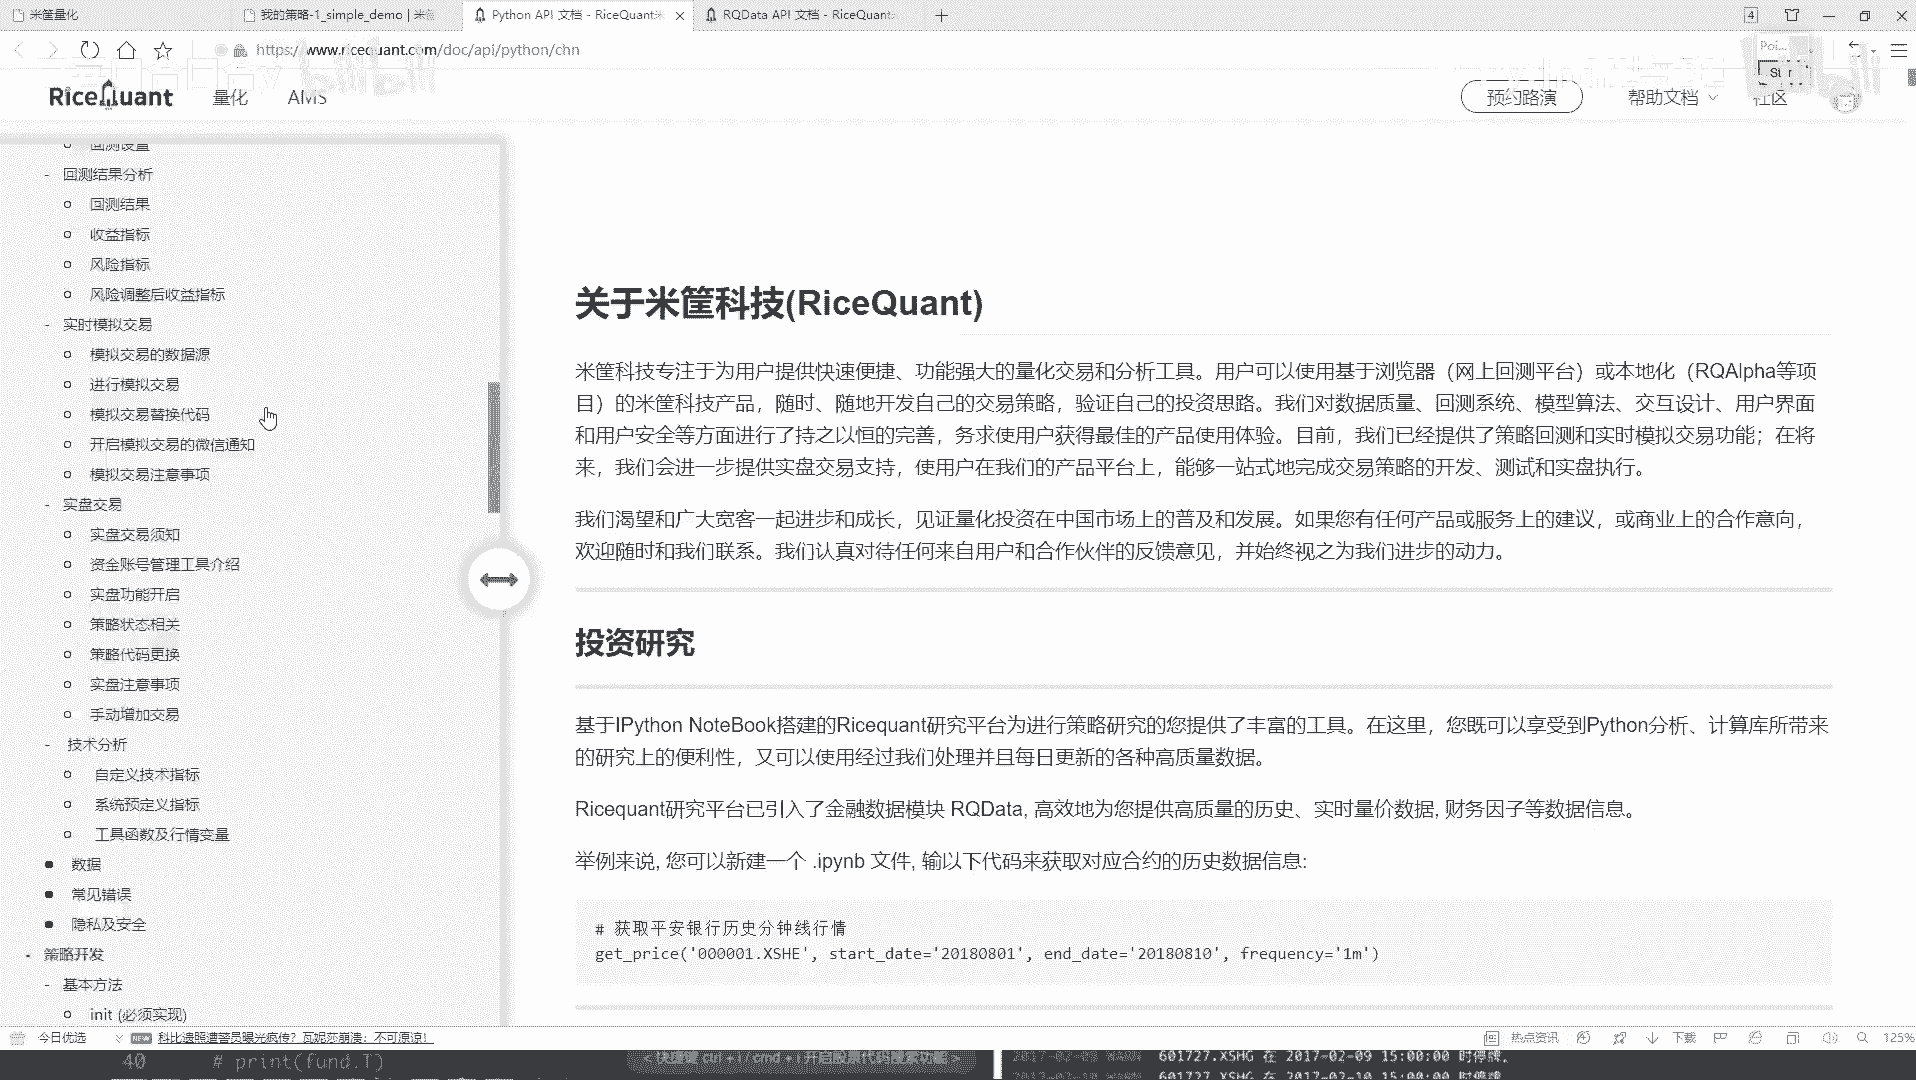 米筐量化
我的策略-1_simple_demo | 米筐
Python API 文档 - RiceQuant米
RQData API 文档 - RiceQuant
4
https://www.ricequant.com/doc/api/python/chn
Poi...
RiceQuant
量化
AMS
预约路演
帮助文档
社区
bilibili
回测设置
- 回测结果分析
回测结果
收益指标
风险指标
风险调整后收益指标
- 实时模拟交易
模拟交易的数据源
进行模拟交易
模拟交易替换代码
开启模拟交易的微信通知
模拟交易注意事项
- 实盘交易
实盘交易须知
资金账号管理工具介绍
实盘功能开启
策略状态相关
策略代码更换
实盘注意事项
手动增加交易
- 技术分析
自定义技术指标
系统预定义指标
工具函数及行情变量
数据
常见错误
隐私及安全
- 策略开发
- 基本方法
init (必须实现)
关于米筐科技(RiceQuant)
米筐科技专注于为用户提供快速便捷、功能强大的量化交易和分析工具。用户可以使用基于浏览器（网上回测平台）或本地化（RQAlpha等项
目）的米筐科技产品，随时、随地开发自己的交易策略，验证自己的投资思路。我们对数据质量、回测系统、模型算法、交互设计、用户界面
和用户安全等方面进行了持之以恒的完善，务求使用户获得最佳的产品使用体验。目前，我们已经提供了策略回测和实时模拟交易功能；在将
来，我们会进一步提供实盘交易支持，使用户在我们的产品平台上，能够一站式地完成交易策略的开发、测试和实盘执行。
我们渴望和广大宽客一起进步和成长，见证量化投资在中国市场上的普及和发展。如果您有任何产品或服务上的建议，或商业上的合作意向，
欢迎随时和我们联系。我们认真对待任何来自用户和合作伙伴的反馈意见，并始终视之为我们进步的动力。
投资研究
基于IPython NoteBook搭建的Ricequant研究平台为进行策略研究的您提供了丰富的工具。在这里，您既可以享受到Python分析、计算库所带来
的研究上的便利性，又可以使用经过我们处理并且每日更新的各种高质量数据。
Ricequant研究平台已引入了金融数据模块 RQData, 高效地为您提供高质量的历史、实时量价数据, 财务因子等数据信息。
举例来说, 您可以新建一个 .ipynb 文件, 输以下代码来获取对应合约的历史数据信息:
# 获取平安银行历史分钟线行情
get_price('000001.XSHE', start_date='20180801', end_date='20180810', frequency='1m')
今日优选
NEW
科比遗照遭警员曝光疯传？瓦妮莎崩溃：不可原谅！
热点资讯
下载
125%
40 # print(fund.T)
< 快捷键 ctrl + i / cmd + i 开启股票代码搜索功能 >
2017-02-09 WARN 601727.XSHG 在 2017-02-09 15:00:00 时停牌。
2017-02-10 WARN 601727.XSHG 在 2017-02-10 15:00:00 时停牌。